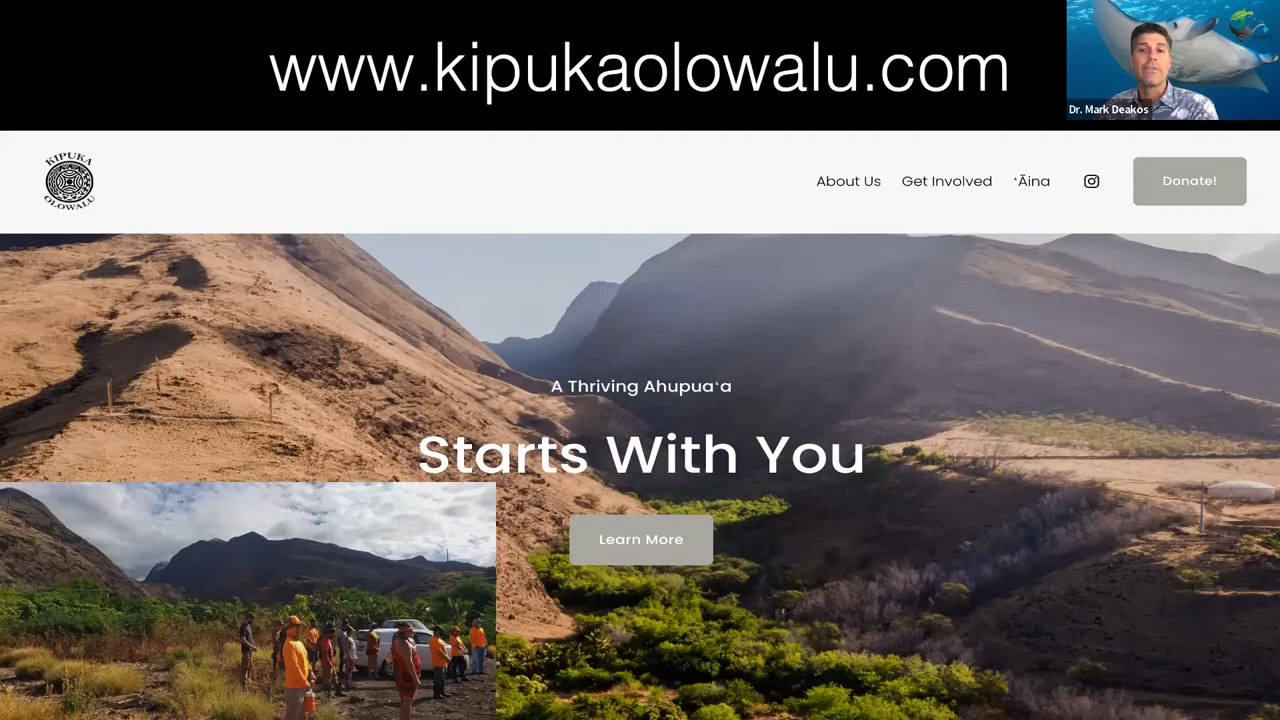 www.kipukaolowalu.com
Dr. Mark Deakos
KIPUKA
OLOWALU
About Us
Get Involved
ʻĀina
Donate!
A Thriving Ahupuaʻa
Starts With You
Learn More